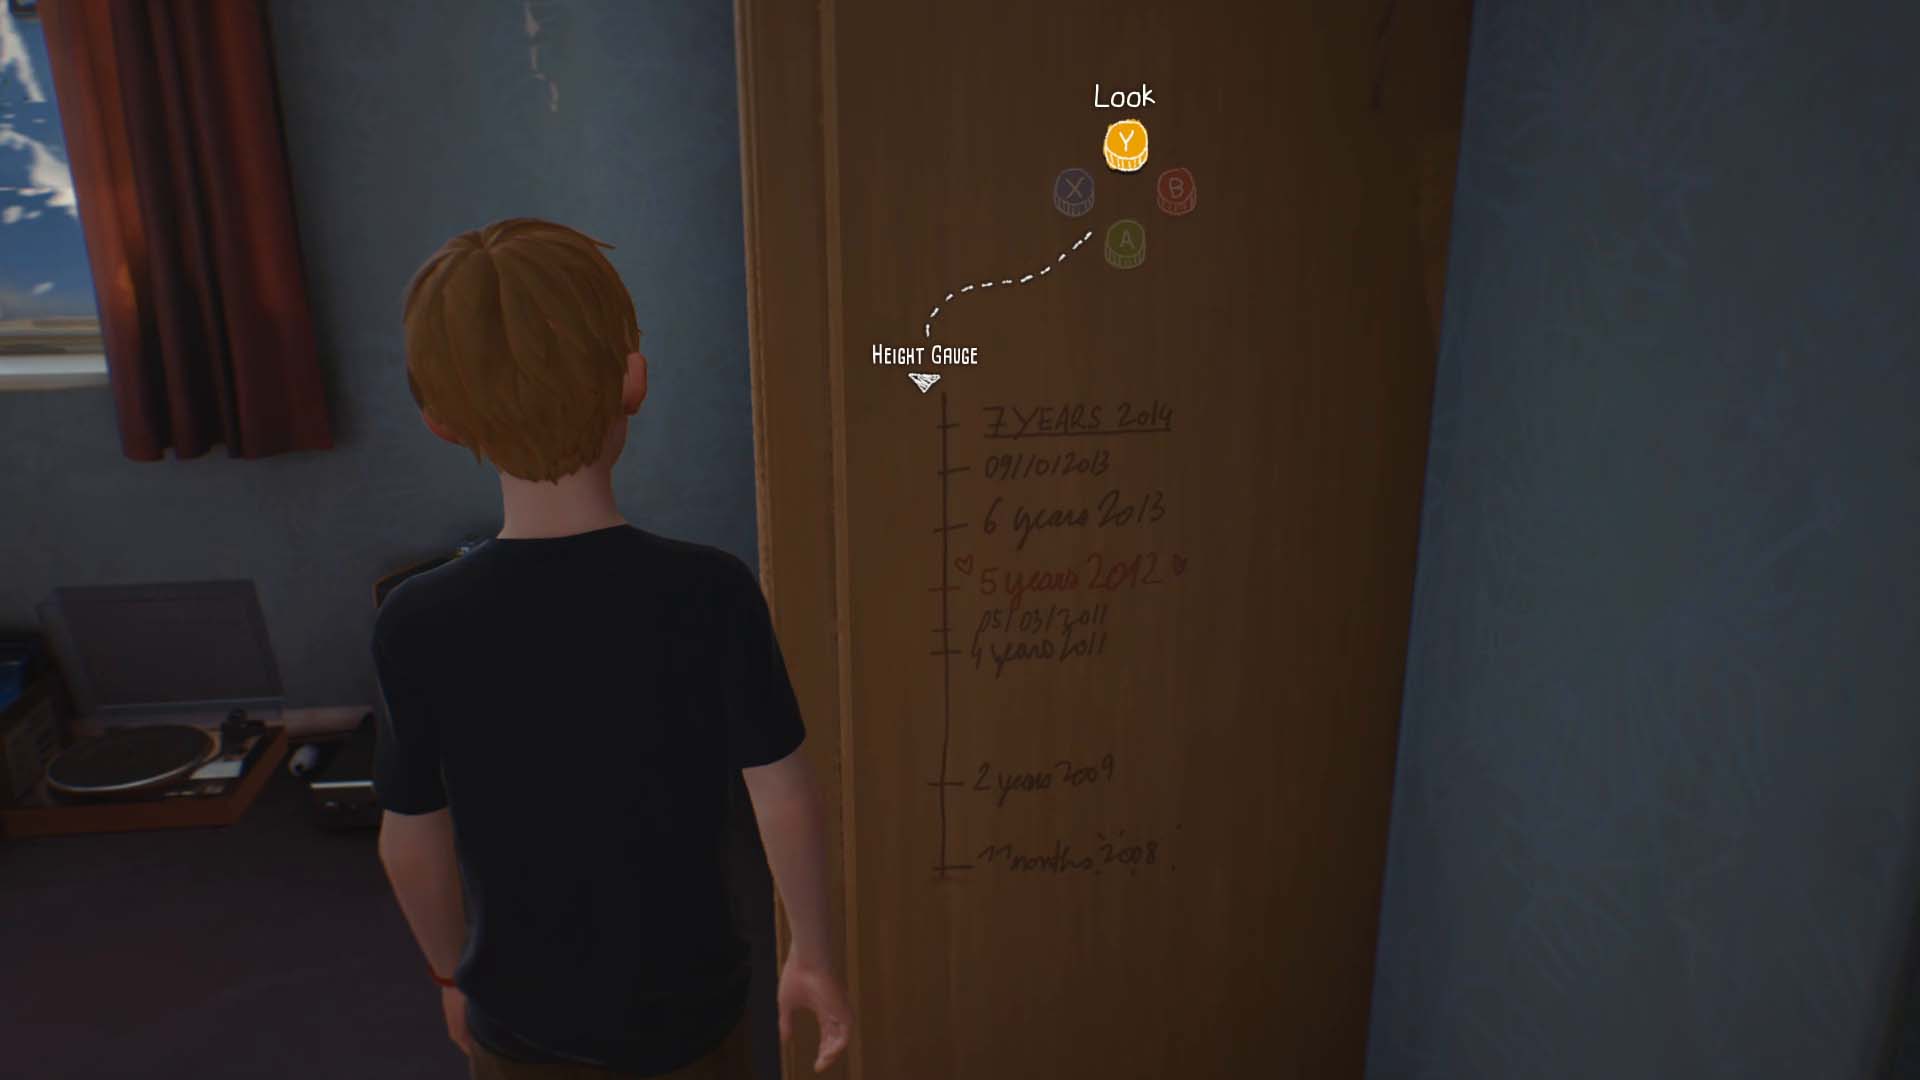 Look
Y
X B
A
HEIGHT GAUGE
7 YEARS 2014
09/10/2013
6 years 2013
5 years 2012
05/03/2011
4 years 2011
2 years 2009
11 months 2008